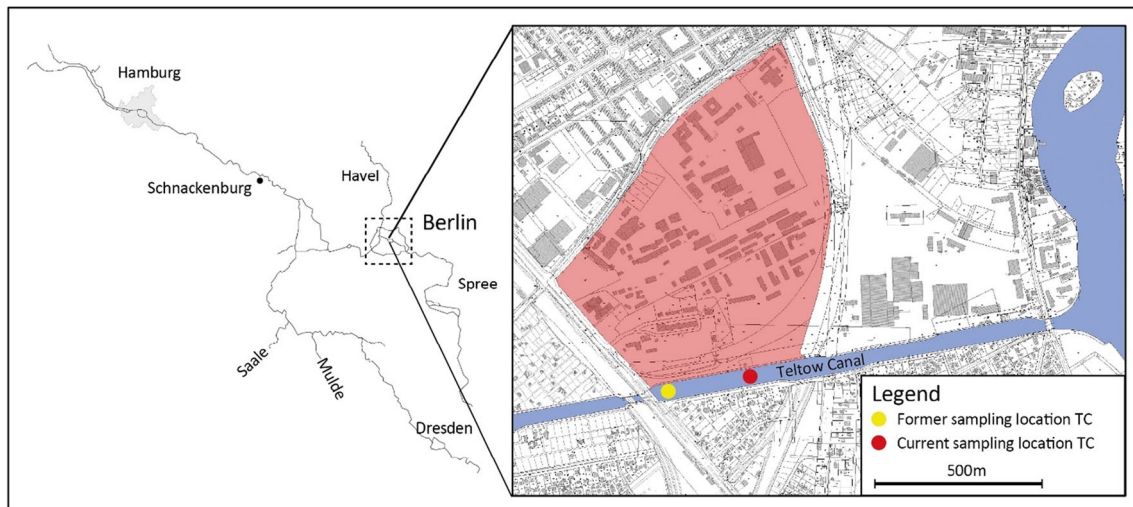 Hamburg
Schnackenburg
Havel
Berlin
Spree
Saale
Mulde
Dresden
Teltow Canal
Legend
Former sampling location TC
Current sampling location TC
500m